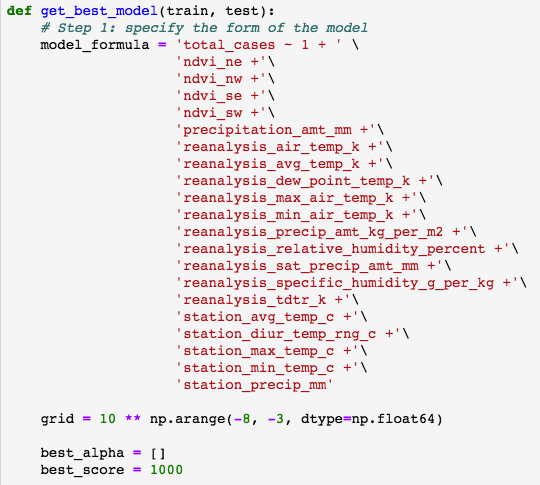 def get_best_model(train, test):
    # Step 1: specify the form of the model
    model_formula = 'total_cases ~ 1 + ' \
                    'ndvi_ne +'\
                    'ndvi_nw +'\
                    'ndvi_se +'\
                    'ndvi_sw +'\
                    'precipitation_amt_mm +'\
                    'reanalysis_air_temp_k +'\
                    'reanalysis_avg_temp_k +'\
                    'reanalysis_dew_point_temp_k +'\
                    'reanalysis_max_air_temp_k +'\
                    'reanalysis_min_air_temp_k +'\
                    'reanalysis_precip_amt_kg_per_m2 +'\
                    'reanalysis_relative_humidity_percent +'\
                    'reanalysis_sat_precip_amt_mm +'\
                    'reanalysis_specific_humidity_g_per_kg +'\
                    'reanalysis_tdtr_k +'\
                    'station_avg_temp_c +'\
                    'station_diur_temp_rng_c +'\
                    'station_max_temp_c +'\
                    'station_min_temp_c +'\
                    'station_precip_mm'
    grid = 10 ** np.arange(-8, -3, dtype=np.float64)
    best_alpha = []
    best_score = 1000